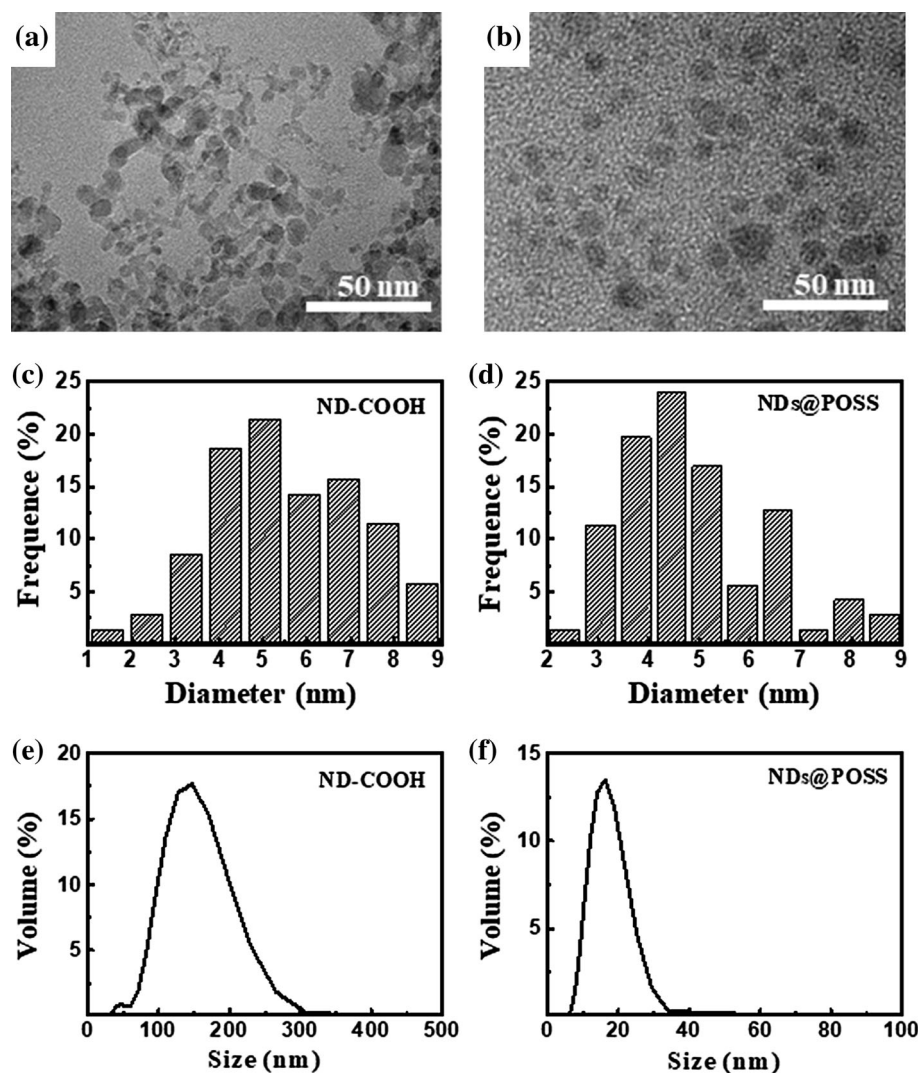 (a)
(b)
50 nm
50 nm
(c)
(d)
25
20
15
10
5
ND-COOH
Frequence (%)
1 2 3 4 5 6 7 8 9
Diameter (nm)
25
20
15
10
5
NDs@POSS
Frequence (%)
2 3 4 5 6 7 8 9
Diameter (nm)
(e)
(f)
20
15
10
5
ND-COOH
Volume (%)
0 100 200 300 400 500
Size (nm)
15
10
5
NDs@POSS
Volume (%)
0 20 40 60 80 100
Size (nm)